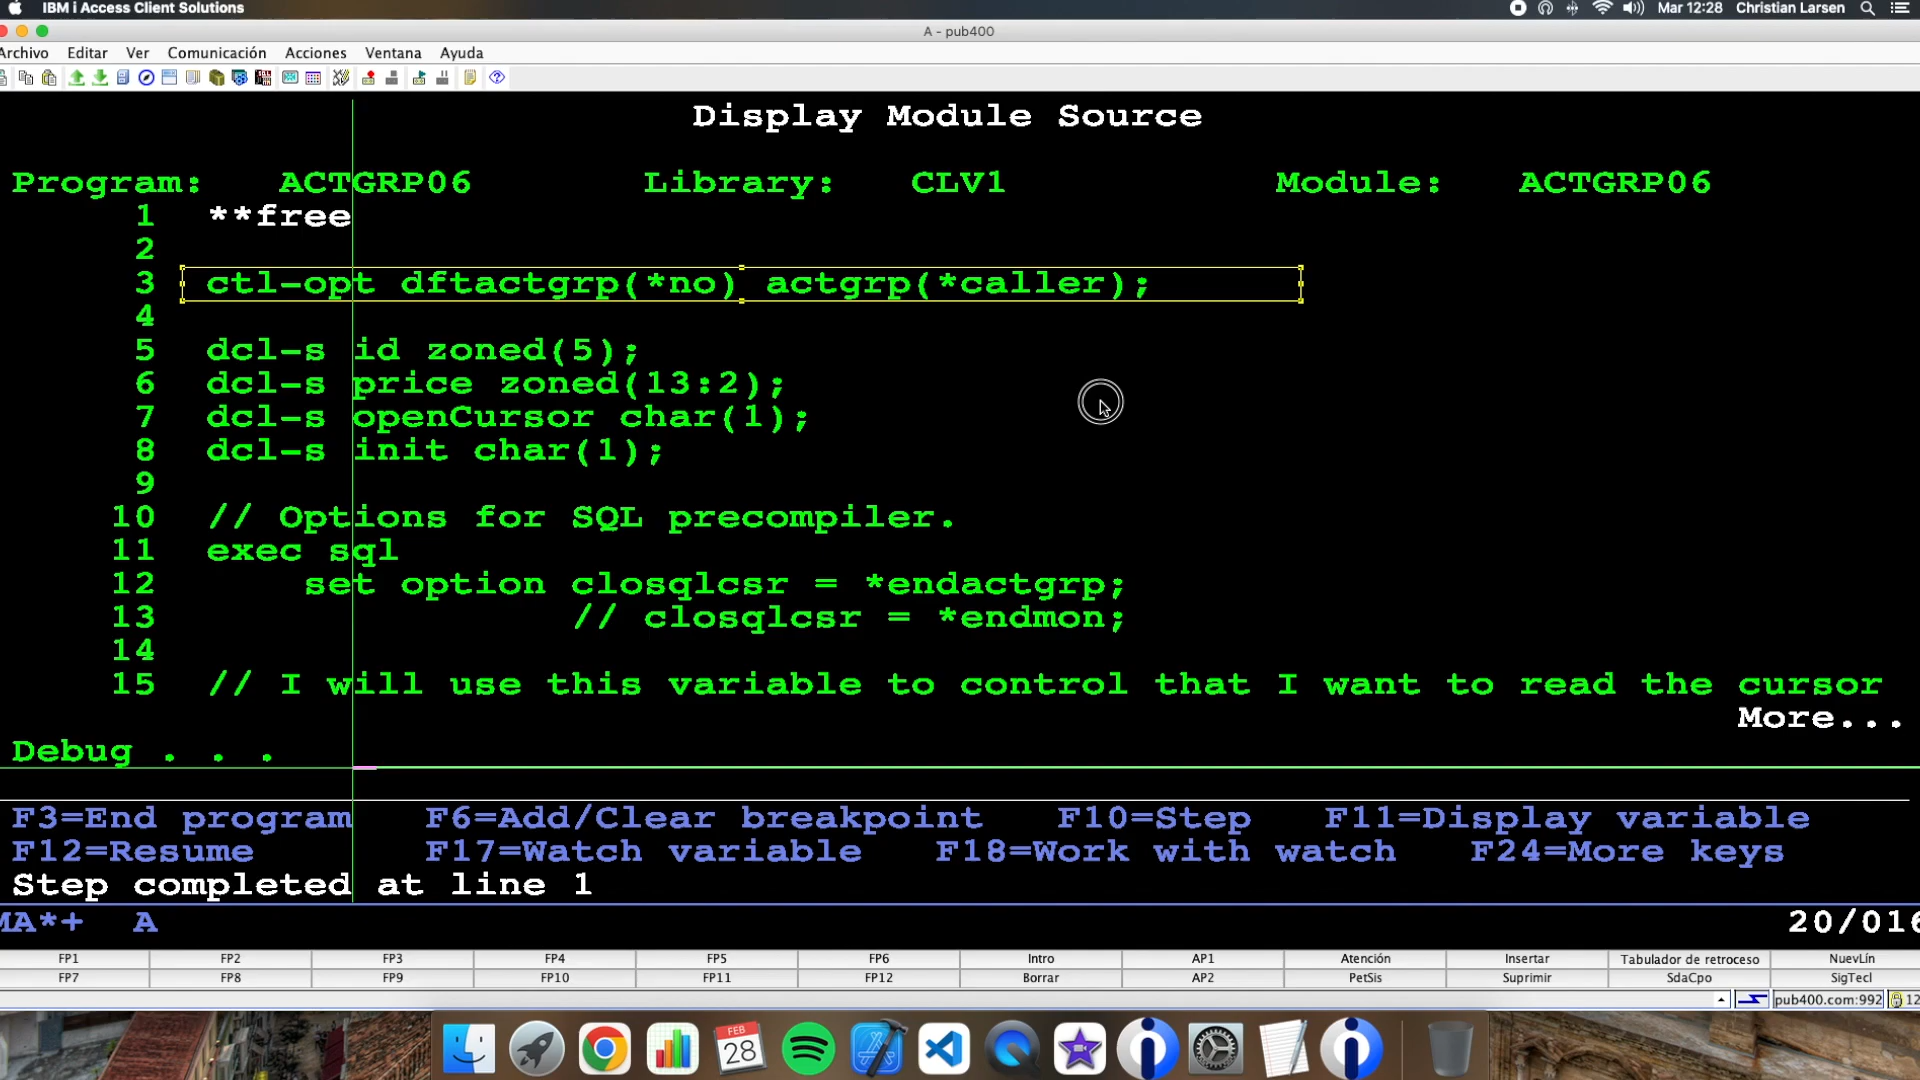 IBM i Access Client Solutions Mar 12:28 Christian Larsen
A - pub400
Archivo Editar Ver Comunicación Acciones Ventana Ayuda
Display Module Source
Program: ACTGRP06 Library: CLV1 Module: ACTGRP06
1 **free
2
3 ctl-opt dftactgrp(*no) actgrp(*caller);
4
5 dcl-s id zoned(5);
6 dcl-s price zoned(13:2);
7 dcl-s openCursor char(1);
8 dcl-s init char(1);
9
10 // Options for SQL precompiler.
11 exec sql
12 set option closqlcsr = *endactgrp;
13 // closqlcsr = *endmon;
14
15 // I will use this variable to control that I want to read the cursor
More...
Debug . . .
F3=End program F6=Add/Clear breakpoint F10=Step F11=Display variable
F12=Resume F17=Watch variable F18=Work with watch F24=More keys
Step completed at line 1
MA*+ A 20/016
FP1 FP2 FP3 FP4 FP5 FP6 Intro AP1 Atención Insertar Tabulador de retroceso NuevLín
FP7 FP8 FP9 FP10 FP11 FP12 Borrar AP2 PetSis Suprimir SdaCpo SigTecl
pub400.com:992 12
FEB
28